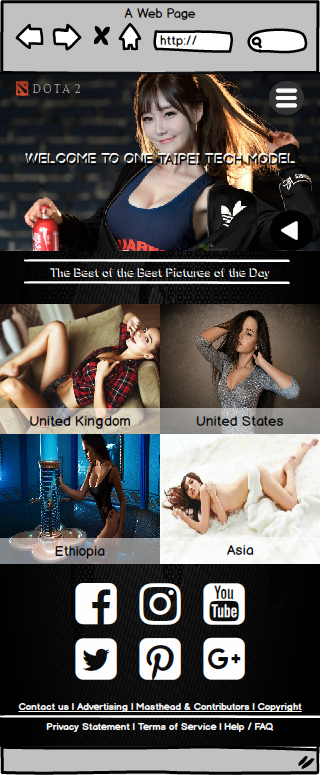 A Web Page
http://
DOTA 2
WELCOME TO ONE TAIPEI TECH MODEL
The Best of the Best Pictures of the Day
United Kingdom
United States
Ethiopia
Asia
You
Tube
G+
Contact us | Advertising | Masthead & Contributors | Copyright
Privacy Statement | Terms of Service | Help / FAQ